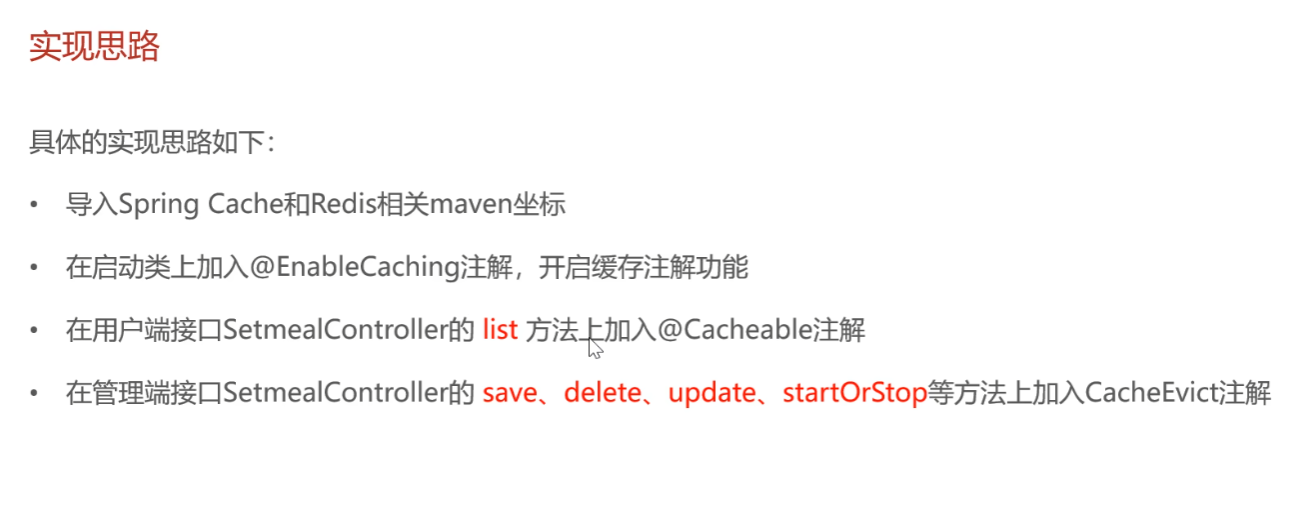 实现思路
具体的实现思路如下：
• 导入Spring Cache和Redis相关maven坐标
• 在启动类上加入@EnableCaching注解，开启缓存注解功能
• 在用户端接口SetmealController的 list 方法上加入@Cacheable注解
• 在管理端接口SetmealController的 save、delete、update、startOrStop等方法上加入CacheEvict注解